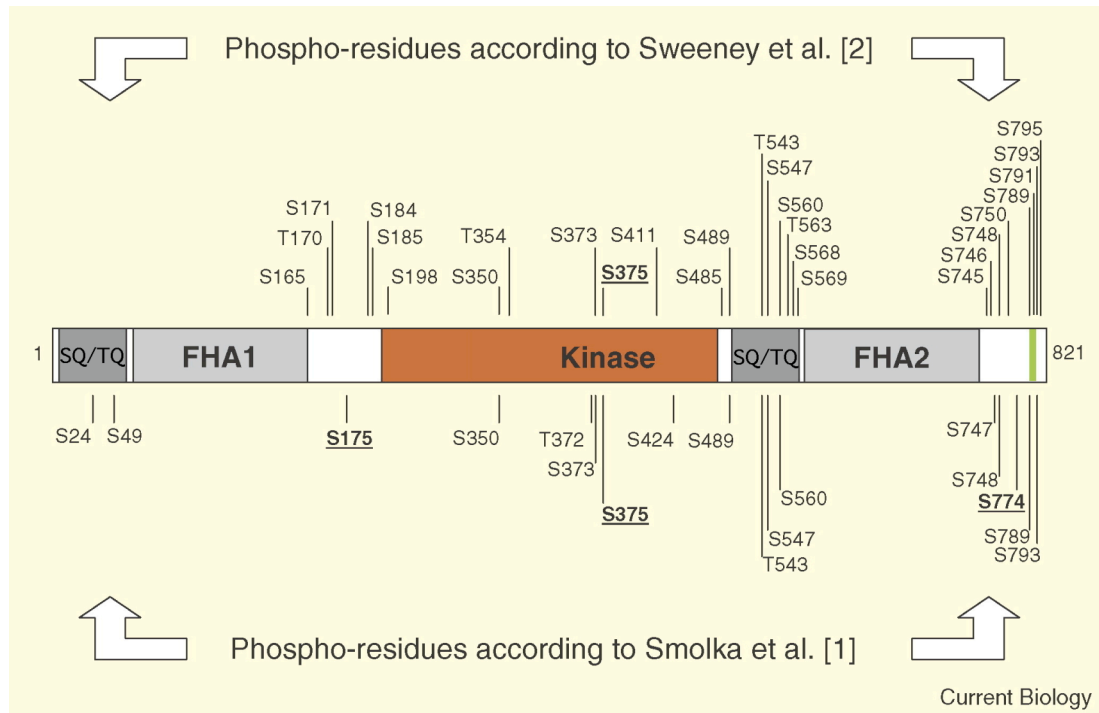 Phospho-residues according to Sweeney et al. [2]
S795
T543 S793
S547 S791
S789
S171 S184 S560 S750
T170 S185 T354 S373 S411 S489 T563 S748
S568 S746
S165 S198 S350 S375 S485 S569 S745
1 SQ/TQ FHA1 Kinase SQ/TQ FHA2 821
S24 S49 S175 S350 T372 S424 S489 S747
S373 S748
S560 S774
S375
S547 S789
T543 S793
Phospho-residues according to Smolka et al. [1]
Current Biology